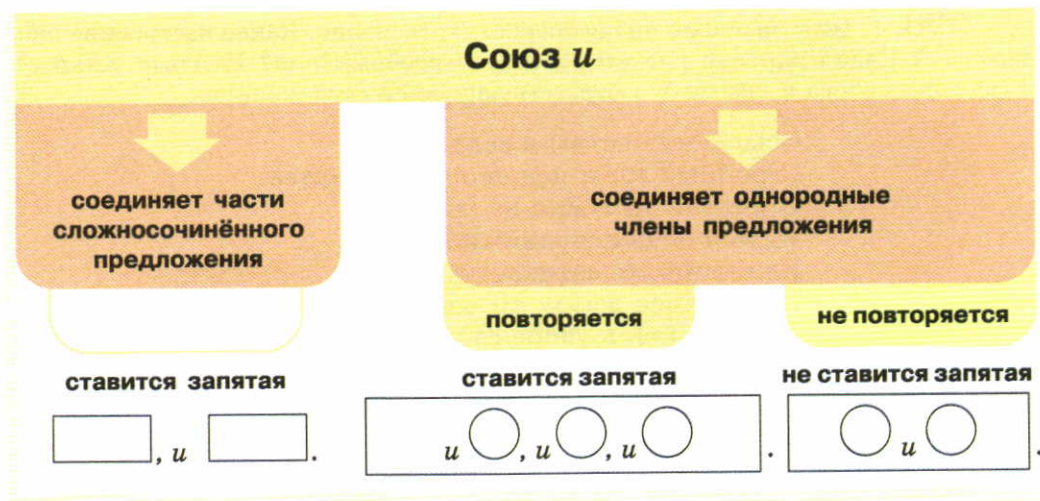 Союз и
соединяет части
сложносочинённого
предложения
соединяет однородные
члены предложения
повторяется
не повторяется
ставится запятая
ставится запятая
не ставится запятая
, и .
и , и , и .
и .